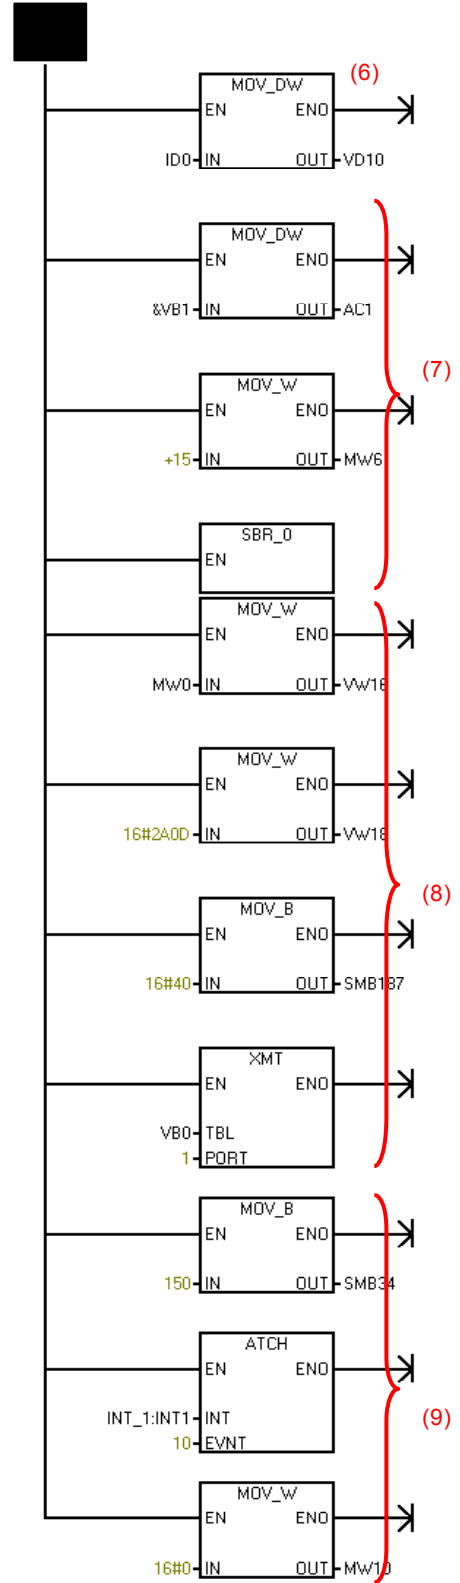 MOV_DW
(6)
EN ENO
ID0 IN OUT VD10
MOV_DW
EN ENO
&VB1 IN OUT AC1
(7)
MOV_W
EN ENO
+15 IN OUT MW6
SBR_0
EN
MOV_W
EN ENO
MW0 IN OUT VW16
MOV_W
EN ENO
16#2A0D IN OUT VW18
(8)
MOV_B
EN ENO
16#40 IN OUT SMB187
XMT
EN ENO
VB0 TBL
1 PORT
MOV_B
EN ENO
150 IN OUT SMB34
ATCH
EN ENO
INT_1:INT1 INT
(9)
10 EVNT
MOV_W
EN ENO
16#0 IN OUT MW10